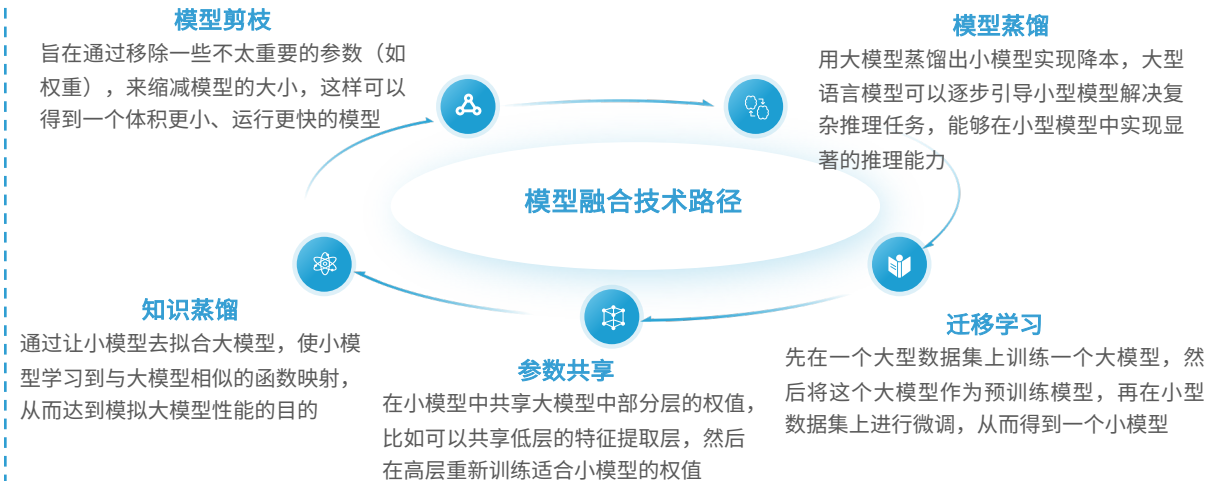 模型剪枝
旨在通过移除一些不太重要的参数（如
权重），来缩减模型的大小，这样可以
得到一个体积更小、运行更快的模型
模型蒸馏
用大模型蒸馏出小模型实现降本，大型
语言模型可以逐步引导小型模型解决复
杂推理任务，能够在小型模型中实现显
著的推理能力
模型融合技术路径
知识蒸馏
通过让小模型去拟合大模型，使小模
型学习到与大模型相似的函数映射，
从而达到模拟大模型性能的目的
参数共享
在小模型中共享大模型中部分层的权值，
比如可以共享低层的特征提取层，然后
在高层重新训练适合小模型的权值
迁移学习
先在一个大型数据集上训练一个大模型，然
后将这个大模型作为预训练模型，再在小型
数据集上进行微调，从而得到一个小模型